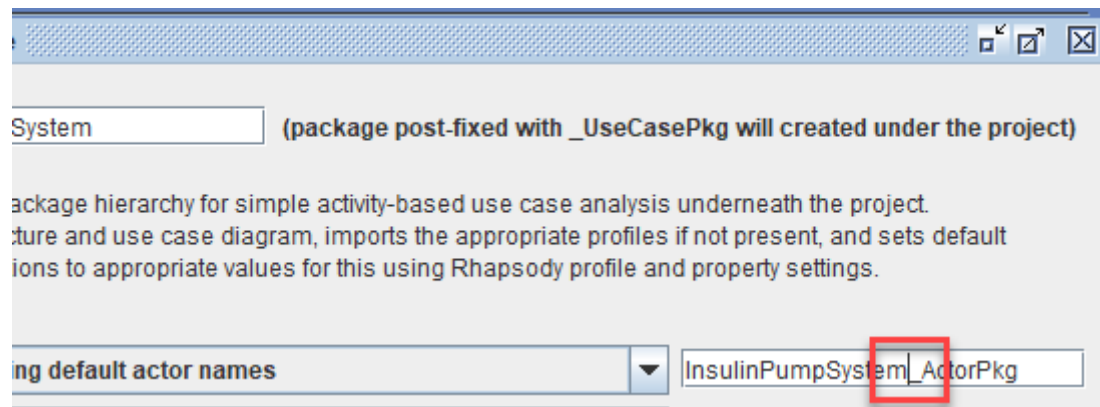 System (package post-fixed with _UseCasePkg will created under the project)
ackage hierarchy for simple activity-based use case analysis underneath the project.
cture and use case diagram, imports the appropriate profiles if not present, and sets default
ions to appropriate values for this using Rhapsody profile and property settings.
ing default actor names InsulinPumpSystem_ActorPkg